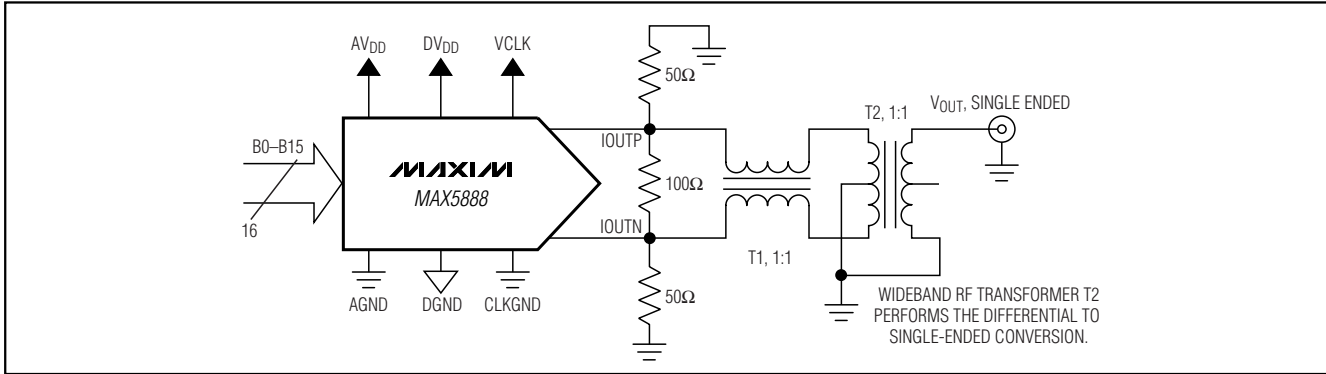 AVDD
DVDD
VCLK
50Ω
T2, 1:1
VOUT, SINGLE ENDED
IOUTP
B0–B15
MAXIM
MAX5888
100Ω
16
IOUTN
T1, 1:1
50Ω
AGND
DGND
CLKGND
WIDEBAND RF TRANSFORMER T2
PERFORMS THE DIFFERENTIAL TO
SINGLE-ENDED CONVERSION.